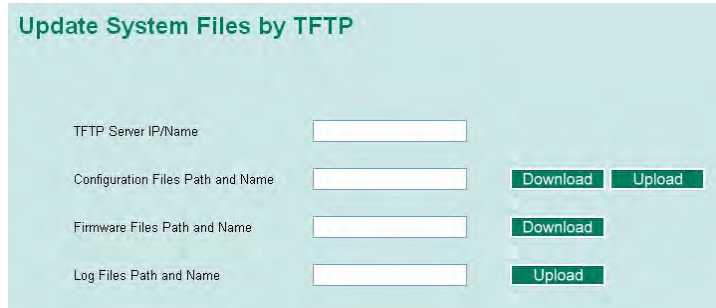 Update System Files by TFTP
TFTP Server IP/Name
Configuration Files Path and Name Download Upload
Firmware Files Path and Name Download
Log Files Path and Name Upload